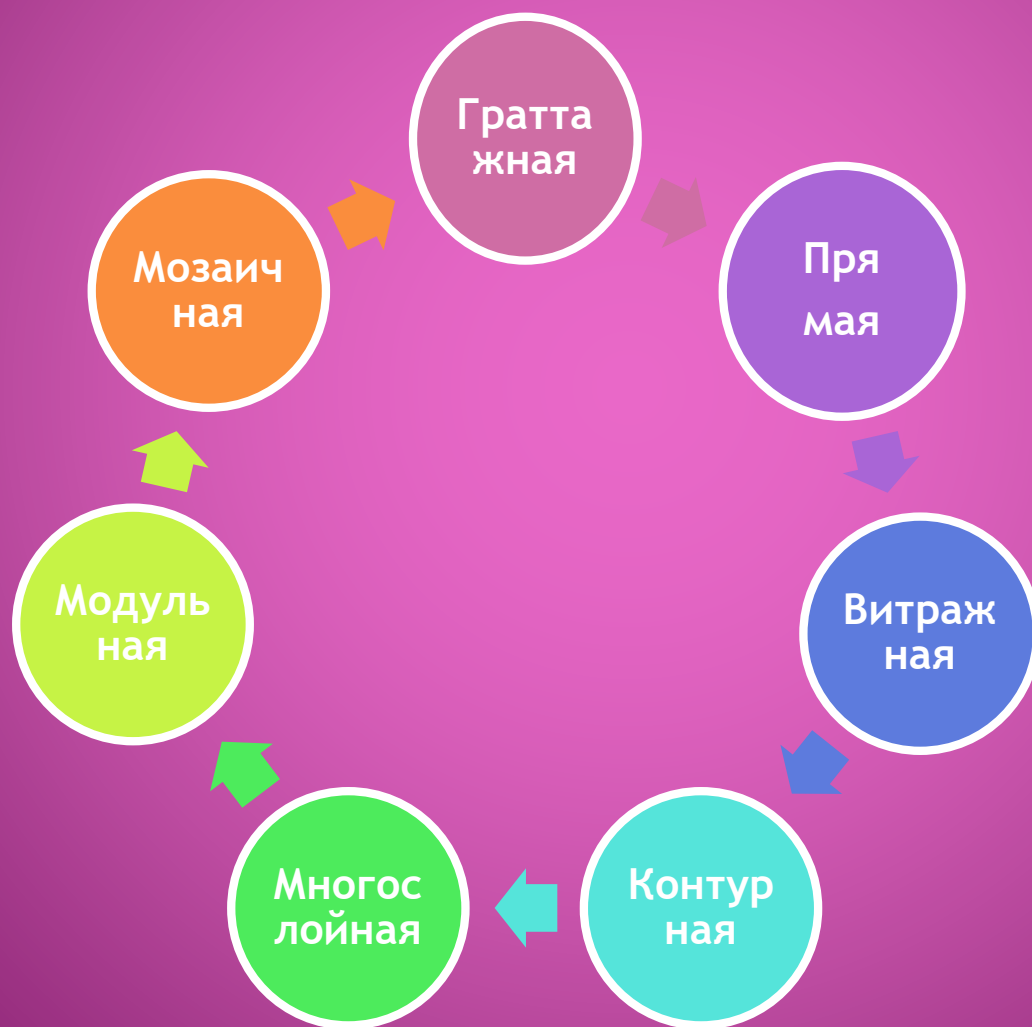 Гратта
жная
Пря
мая
Витраж
ная
Контур
ная
Многос
лойная
Модуль
ная
Мозаич
ная